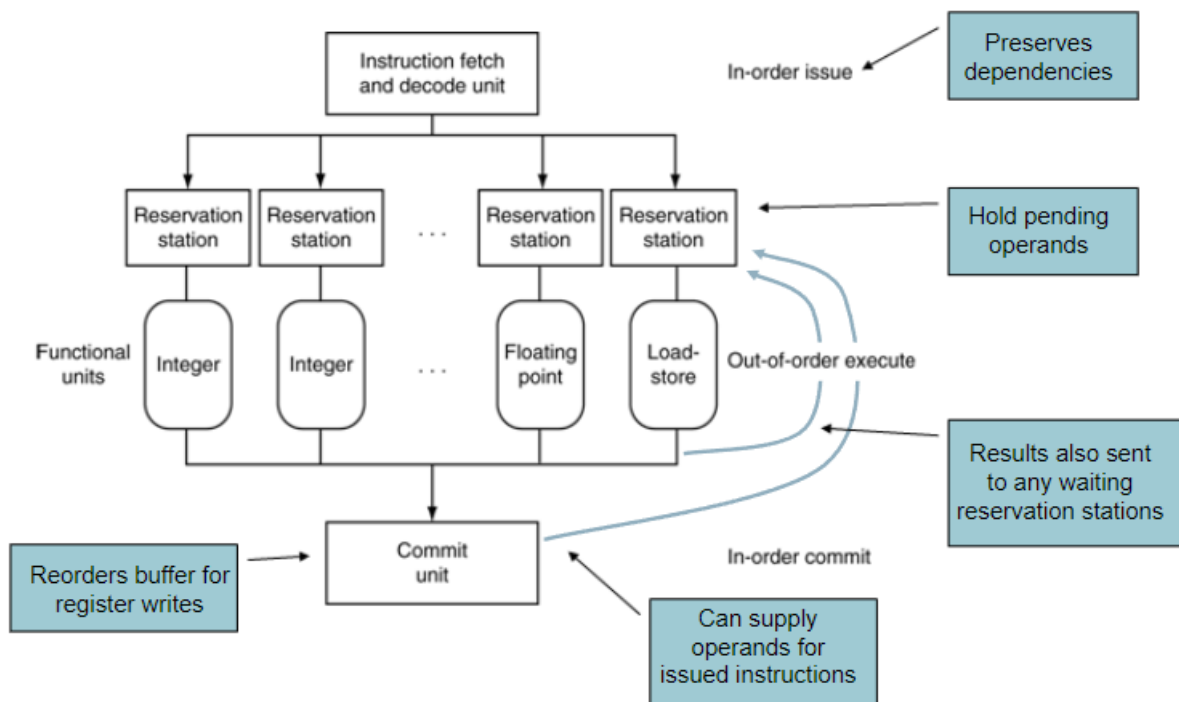 Instruction fetch
and decode unit
In-order issue
Preserves
dependencies
Reservation
station
Reservation
station
. . .
Reservation
station
Reservation
station
Hold pending
operands
Functional
units
Integer
Integer
. . .
Floating
point
Load-
store
Out-of-order execute
Results also sent
to any waiting
reservation stations
Commit
unit
In-order commit
Reorders buffer for
register writes
Can supply
operands for
issued instructions